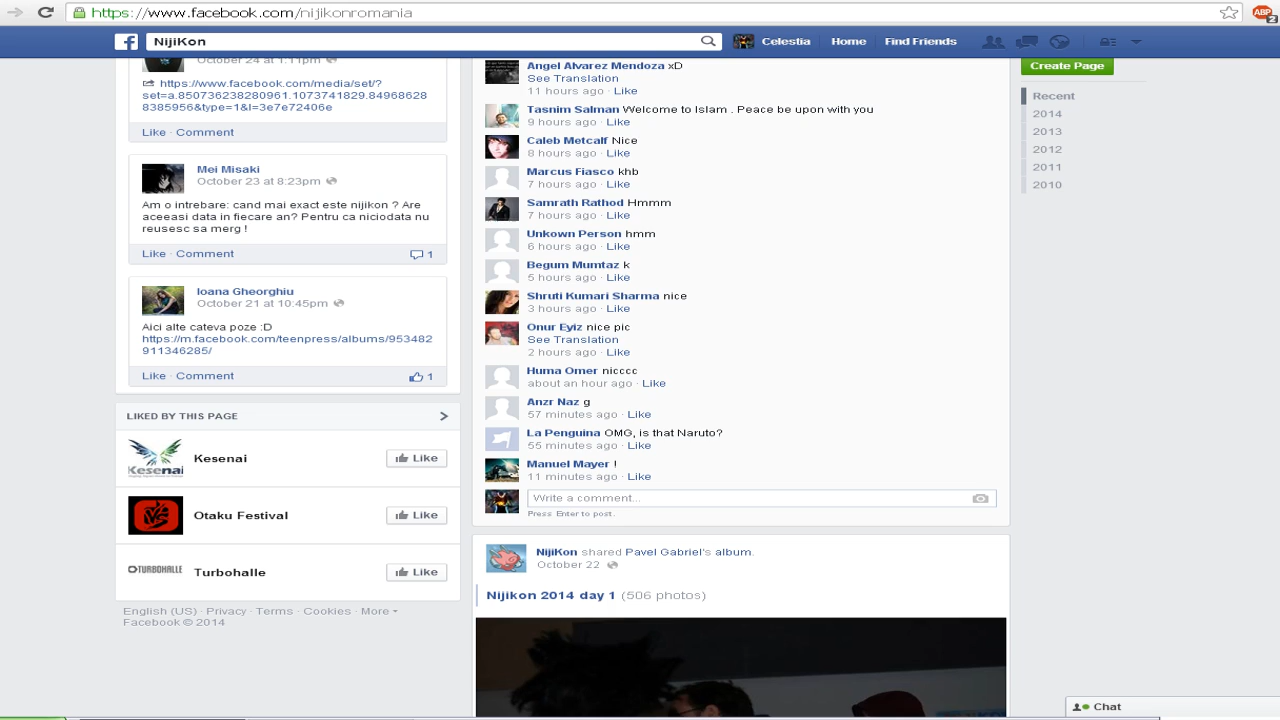 https://www.facebook.com/nijikonromania
ABP
2
f
NijiKon
Celestia
Home
Find Friends
October 24 at 1:11pm
https://www.facebook.com/media/set/?
set=a.850736238280961.1073741829.84968628
8385956&type=1&l=3e7e72406e
Like · Comment
Mei Misaki
October 23 at 8:23pm
Am o intrebare: cand mai exact este nijikon ? Are
aceeasi data in fiecare an? Pentru ca niciodata nu
reusesc sa merg !
Like · Comment
1
Ioana Gheorghiu
October 21 at 10:45pm
Aici alte cateva poze :D
https://m.facebook.com/teenpress/albums/953482
911346285/
Like · Comment
1
LIKED BY THIS PAGE
Kesenai
Kesenai
Like
Otaku Festival
Like
TURBOHALLE
Turbohalle
Like
English (US) · Privacy · Terms · Cookies · More
Facebook © 2014
Angel Alvarez Mendoza xD
See Translation
11 hours ago · Like
Tasnim Salman Welcome to Islam . Peace be upon with you
9 hours ago · Like
Caleb Metcalf Nice
8 hours ago · Like
Marcus Fiasco khb
7 hours ago · Like
Samrath Rathod Hmmm
7 hours ago · Like
Unkown Person hmm
6 hours ago · Like
Begum Mumtaz k
5 hours ago · Like
Shruti Kumari Sharma nice
3 hours ago · Like
Onur Eyiz nice pic
See Translation
2 hours ago · Like
Huma Omer nicccc
about an hour ago · Like
Anzr Naz g
57 minutes ago · Like
La Penguina OMG, is that Naruto?
55 minutes ago · Like
Manuel Mayer !
11 minutes ago · Like
Write a comment...
Press Enter to post.
NijiKon shared Pavel Gabriel's album.
October 22
Nijikon 2014 day 1 (506 photos)
Create Page
Recent
2014
2013
2012
2011
2010
Chat